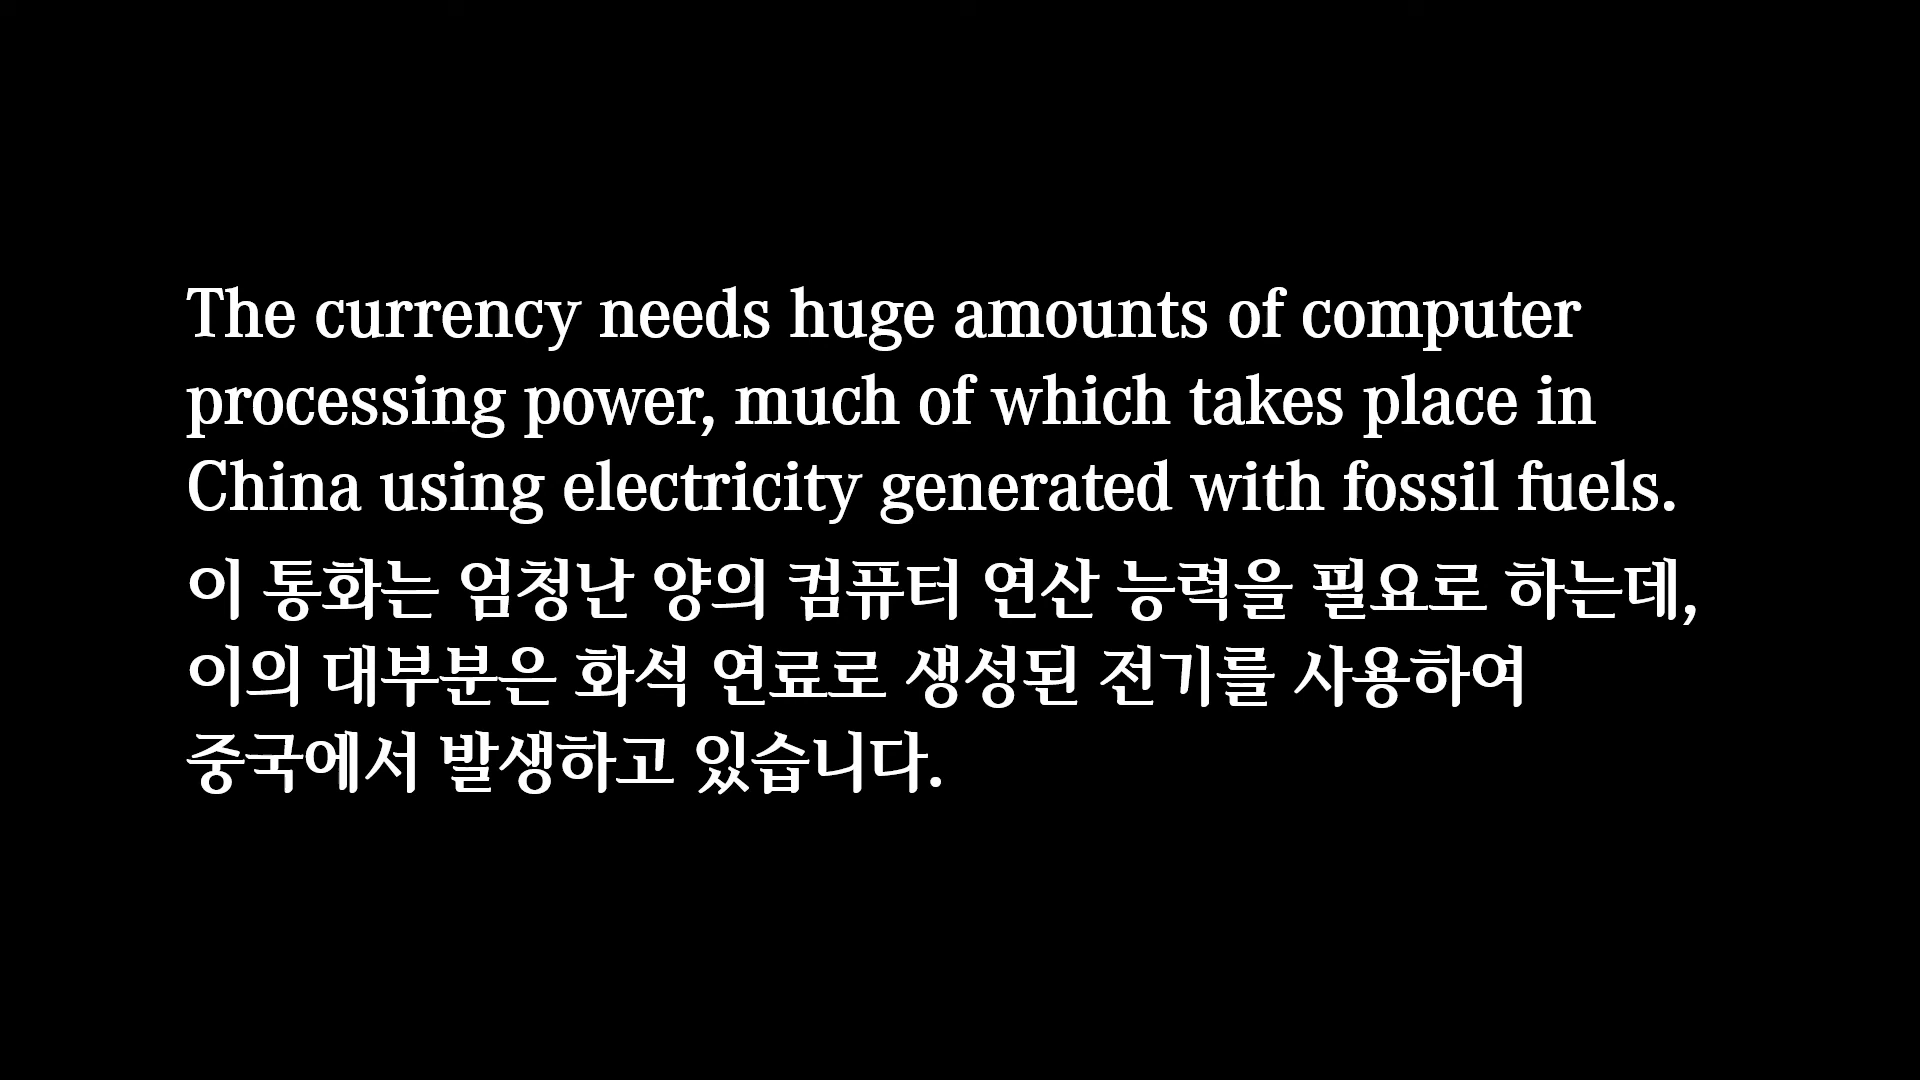 The currency needs huge amounts of computer
processing power, much of which takes place in
China using electricity generated with fossil fuels.
이 통화는 엄청난 양의 컴퓨터 연산 능력을 필요로 하는데,
이의 대부분은 화석 연료로 생성된 전기를 사용하여
중국에서 발생하고 있습니다.